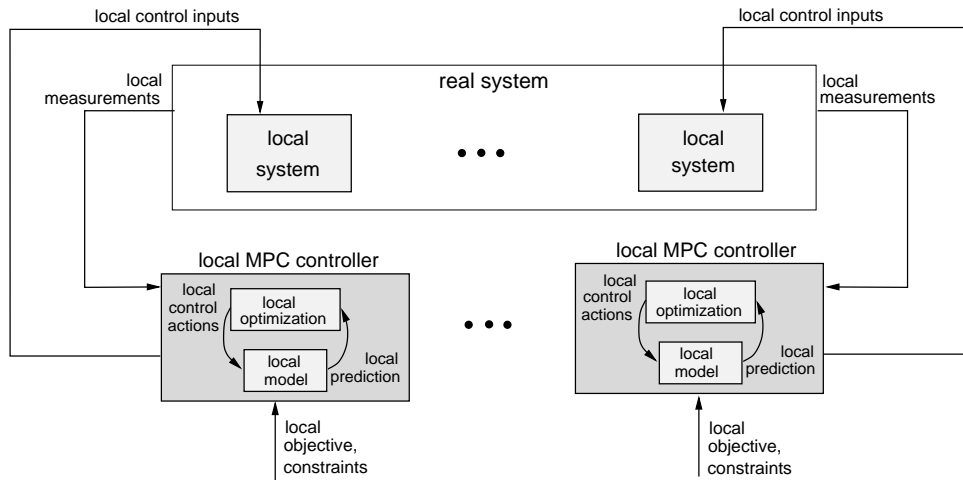 local control inputs
local control inputs
local
measurements
real system
local
measurements
local
system
local
system
local MPC controller
local
control
actions
local
optimization
local
model
local
prediction
local
objective,
constraints
local MPC controller
local
control
actions
local
optimization
local
model
local
prediction
local
objective,
constraints